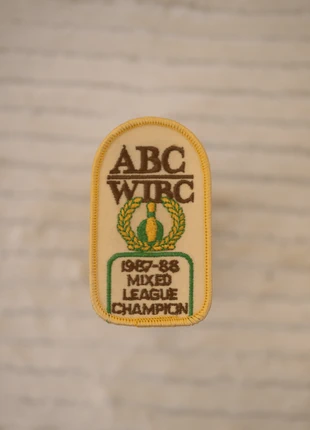 ABC
WIBC
1987-88
MIXED
LEAGUE
CHAMPION